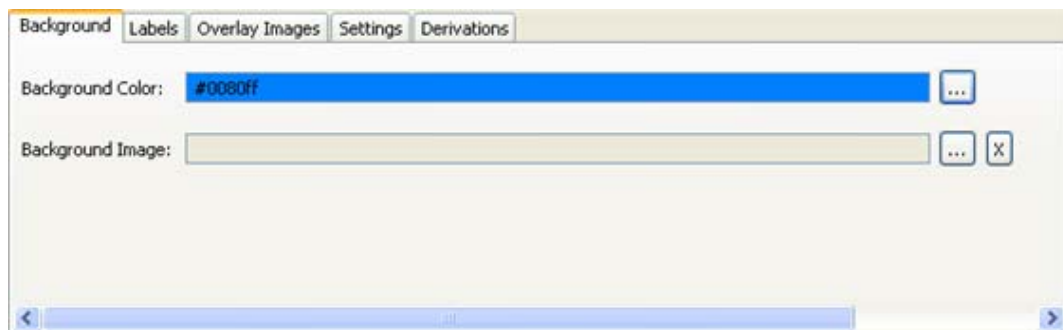 Background Labels Overlay Images Settings Derivations
Background Color: #0080ff ...
Background Image: ... X